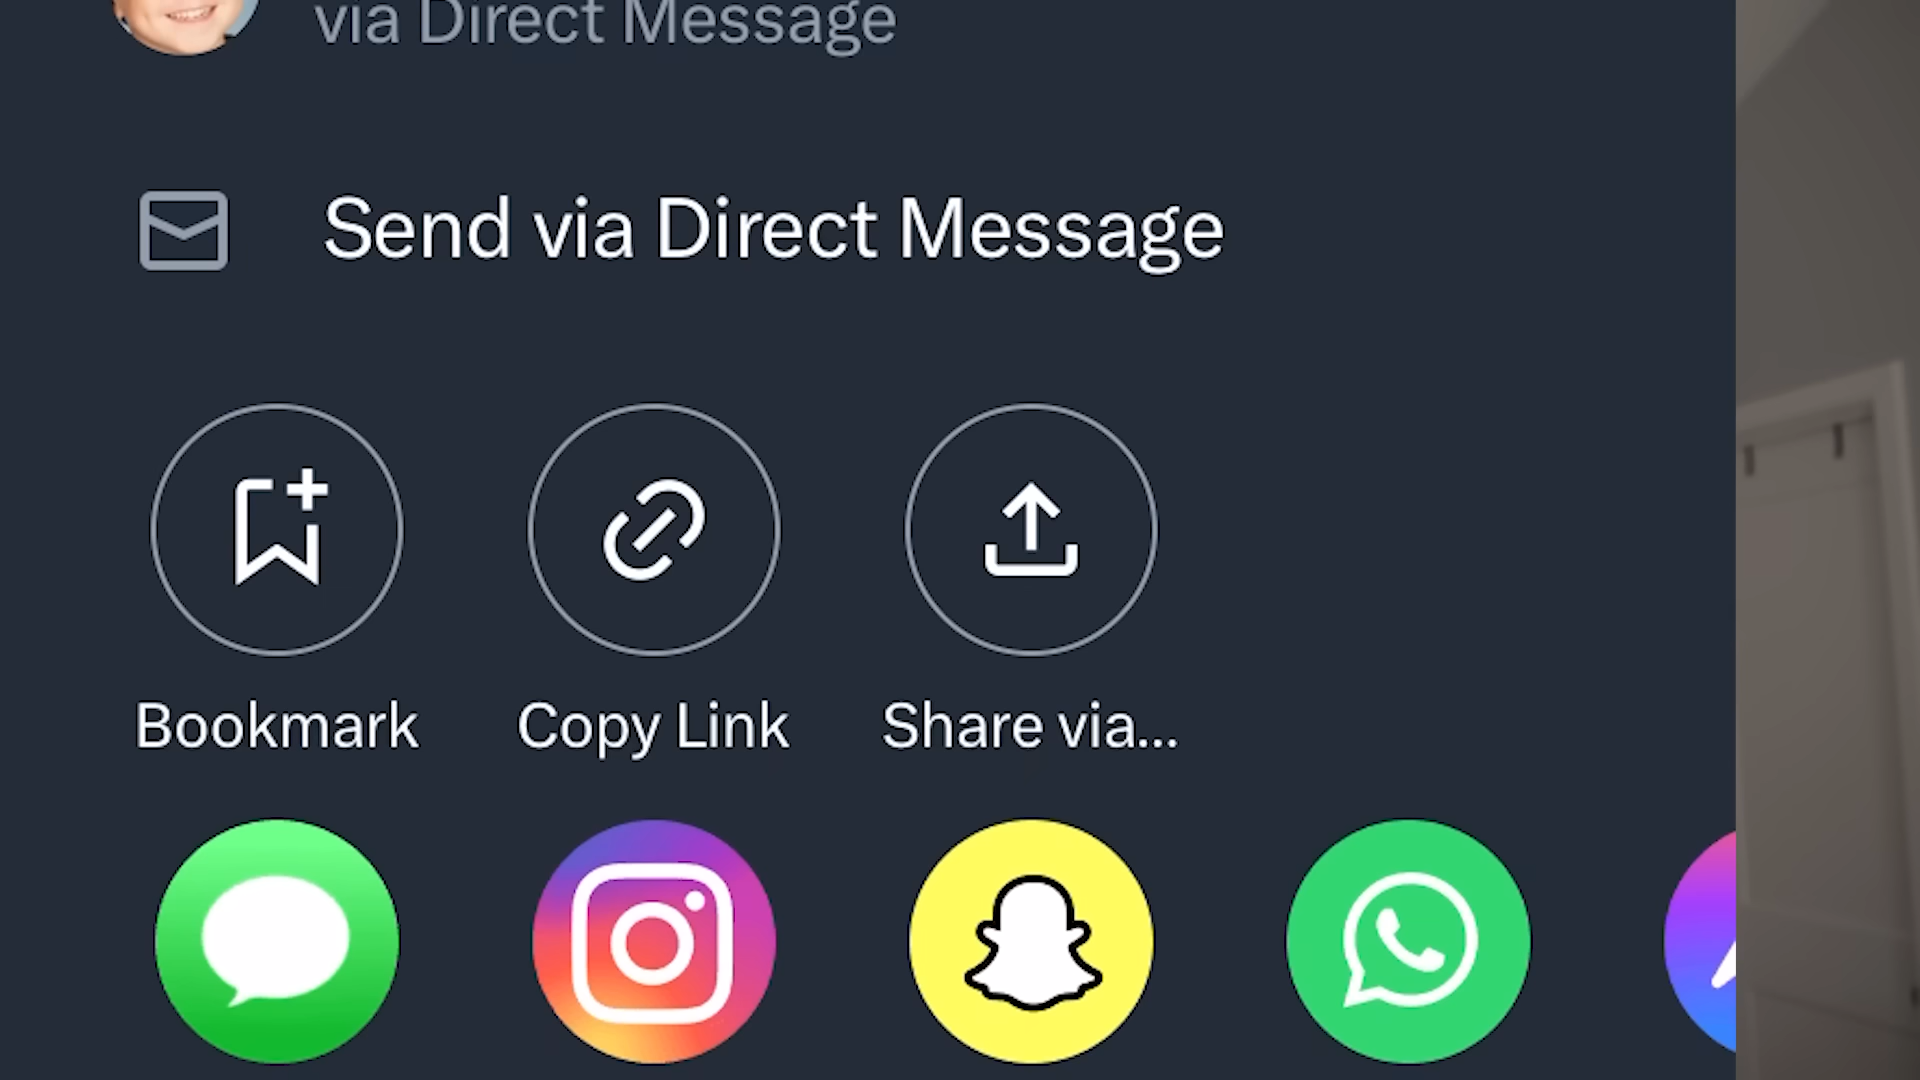 via Direct Message
Send via Direct Message
Bookmark
Copy Link
Share via...